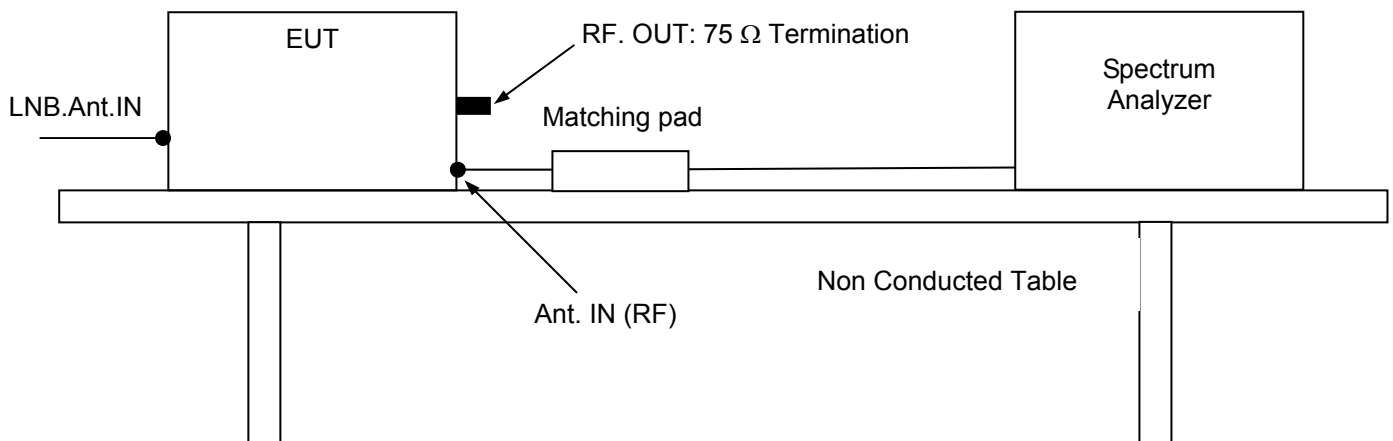 EUT
RF. OUT: 75 Ω Termination
Spectrum
Analyzer
LNB.Ant.IN
Matching pad
Non Conducted Table
Ant. IN (RF)